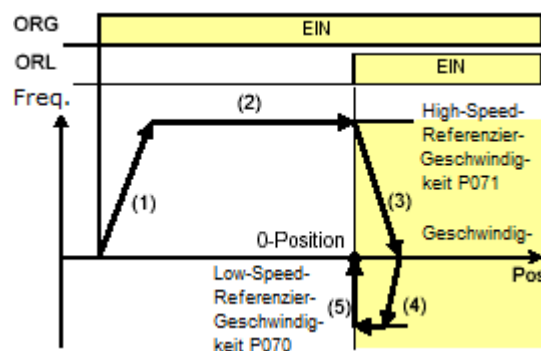 ORG
EIN
ORL
EIN
Freq.
(2)
High-Speed-
Referenzier-
Geschwindig-
keit P071
(1)
(3)
0-Position
Geschwindig-
Pos
Low-Speed-
Referenzier-
Geschwindig-
keit P070
(5)
(4)